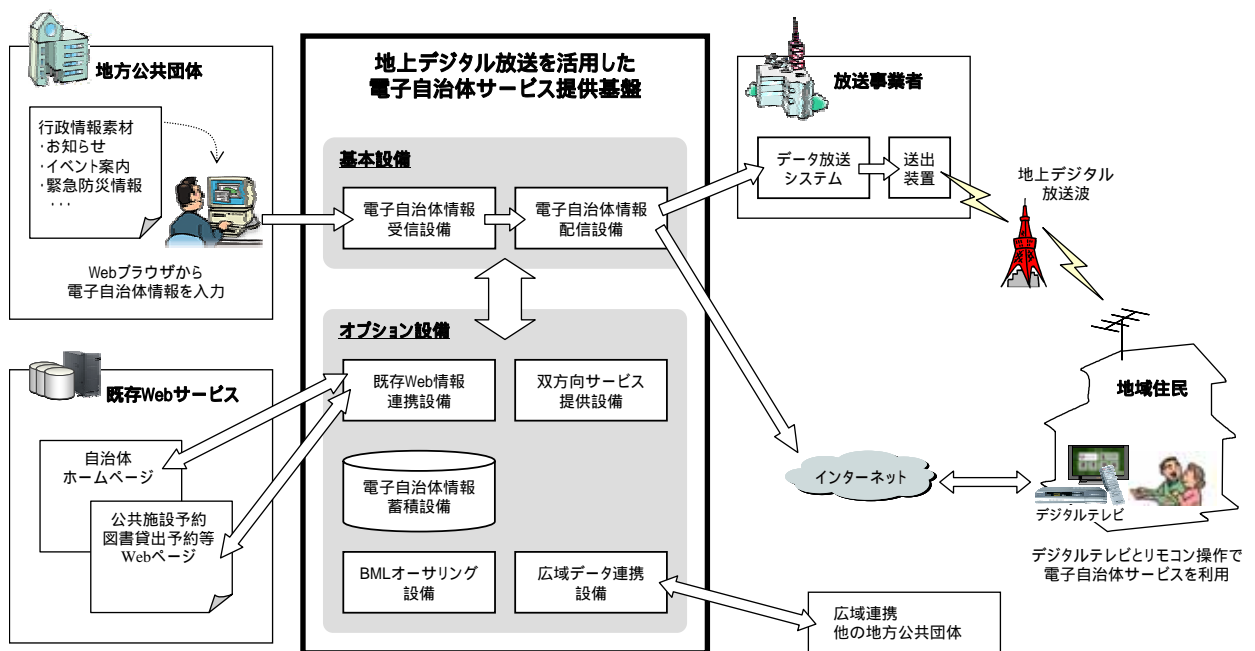 地方公共団体
行政情報素材
・お知らせ
・イベント案内
・緊急防災情報
・・・
Webブラウザから
電子自治体情報を入力
既存Webサービス
自治体
ホームページ
公共施設予約
図書貸出予約等
Webページ
地上デジタル放送を活用した
電子自治体サービス提供基盤
基本設備
電子自治体情報
受信設備
電子自治体情報
配信設備
オプション設備
既存Web情報
連携設備
双方向サービス
提供設備
電子自治体情報
蓄積設備
BMLオーサリング
設備
広域データ連携
設備
放送事業者
データ放送
システム
送出
装置
地上デジタル
放送波
インターネット
地域住民
デジタルテレビ
デジタルテレビとリモコン操作で
電子自治体サービスを利用
広域連携
他の地方公共団体